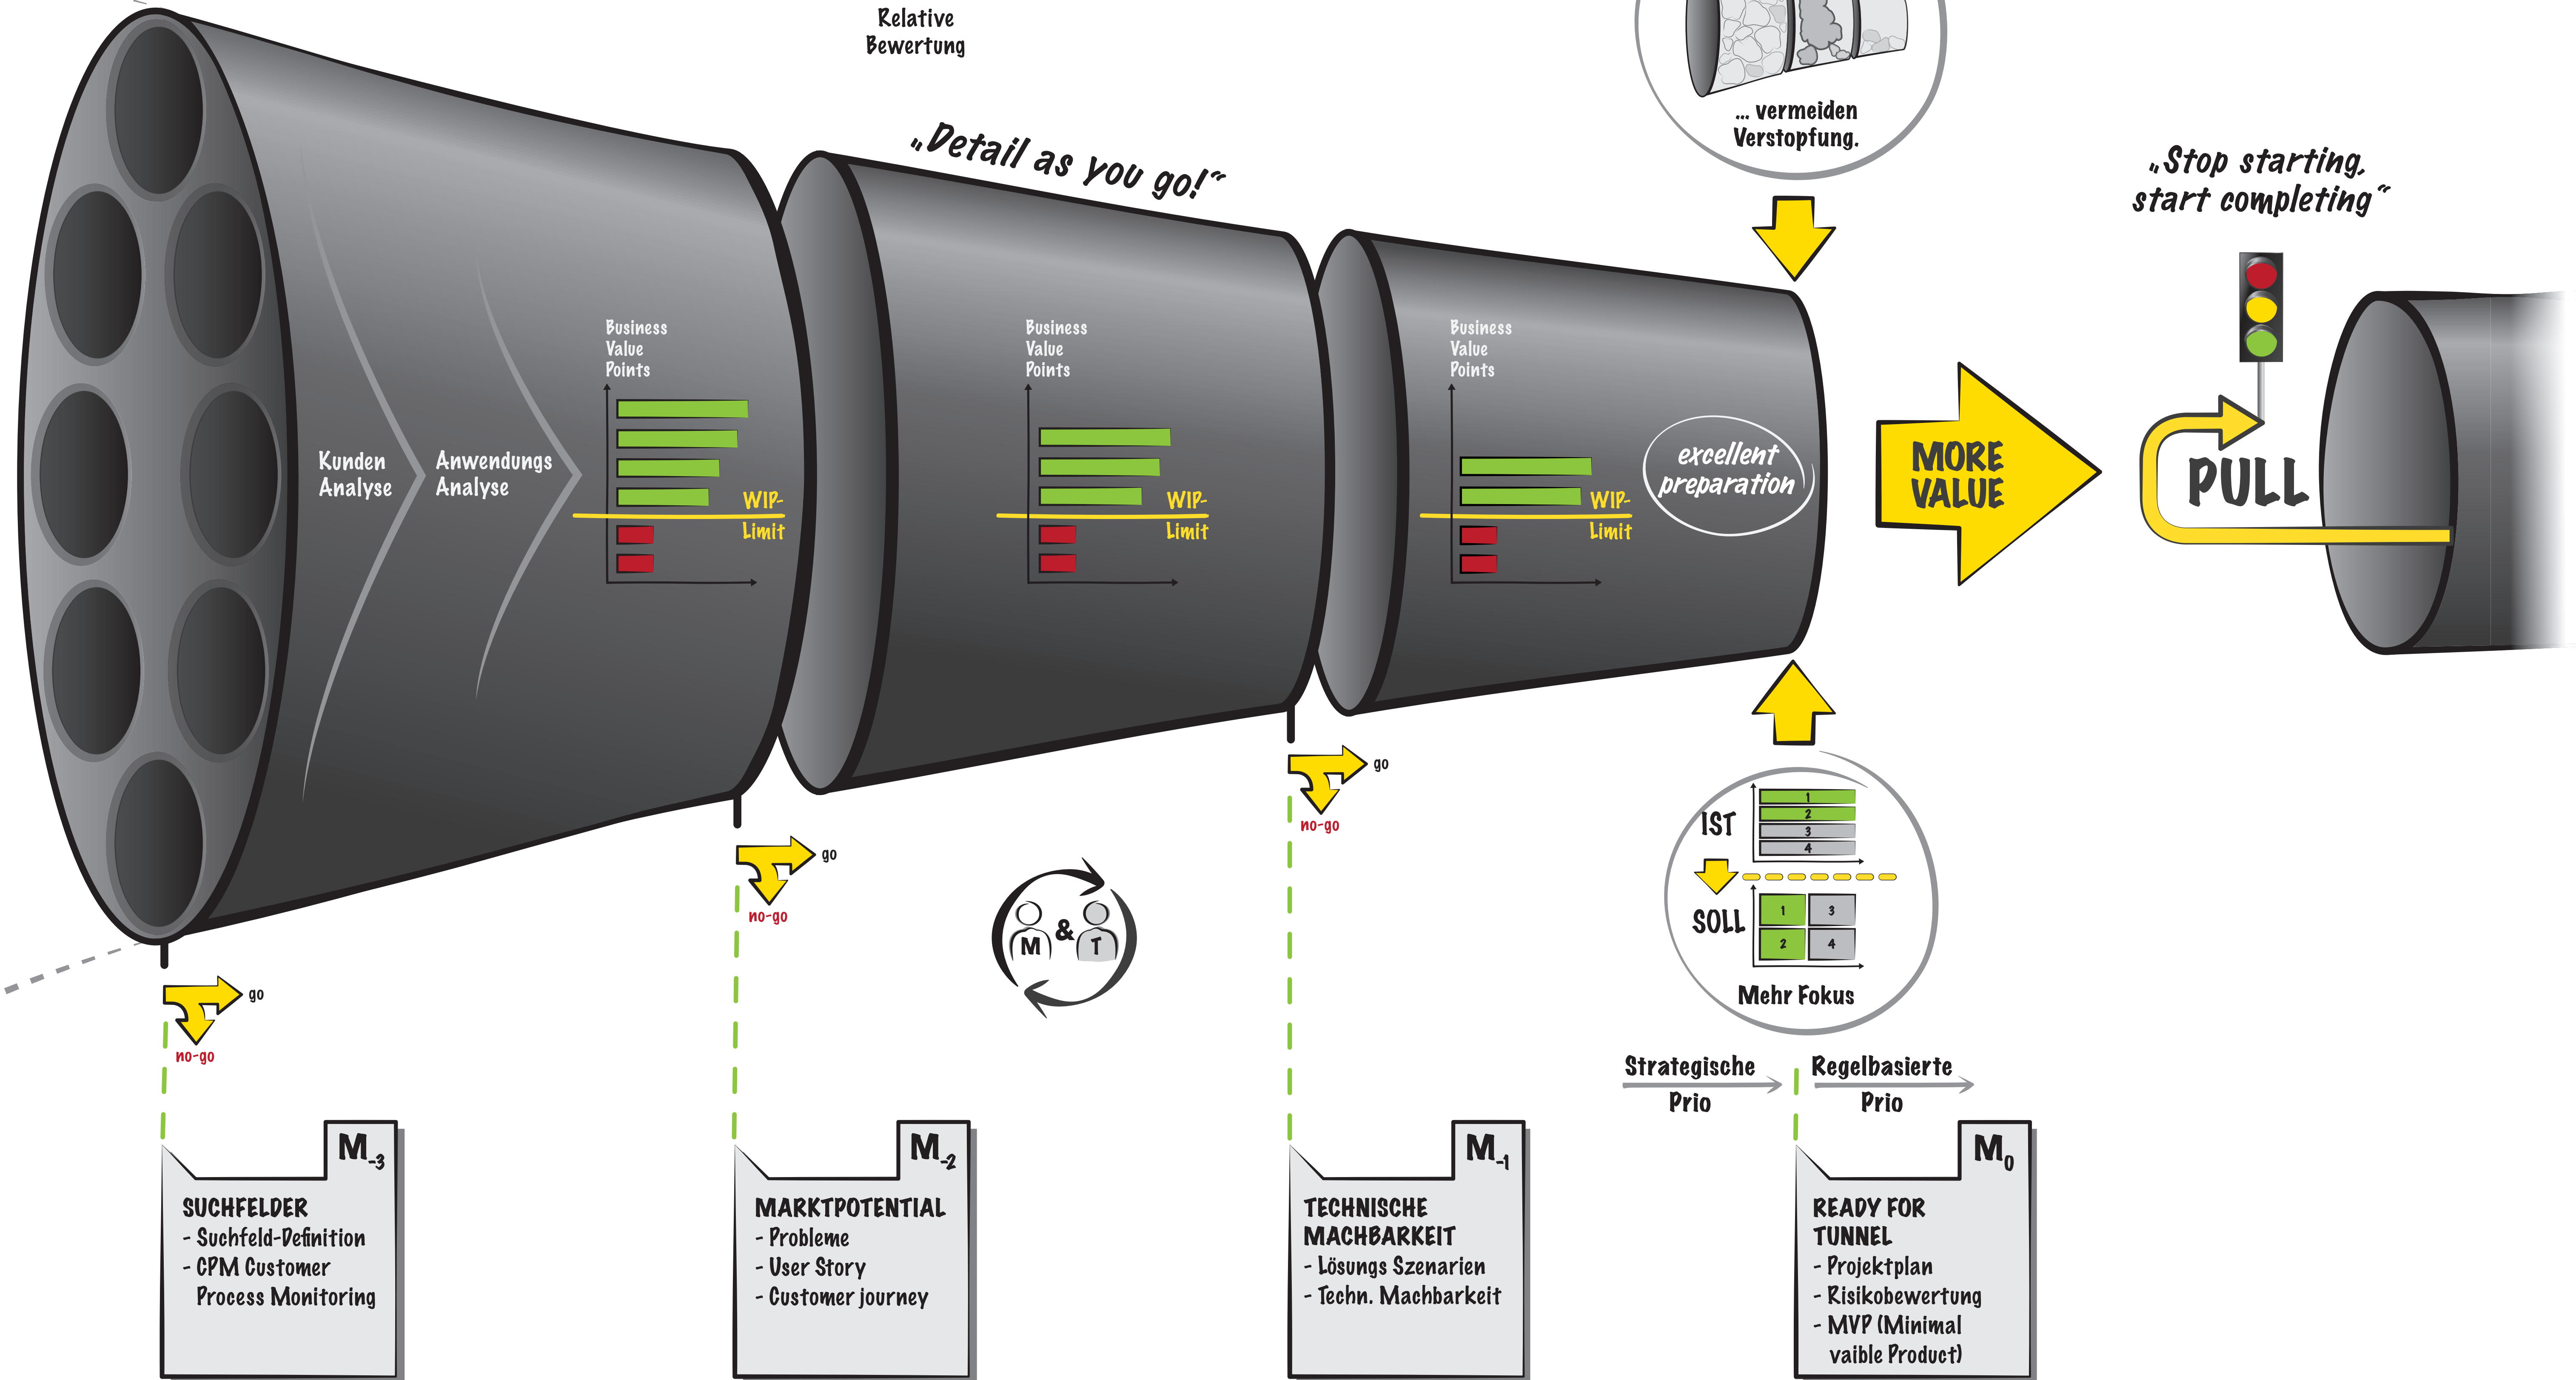 Relative
Bewertung
... vermeiden
Verstopfung.
„Detail as you go!“
„Stop starting,
start completing“
Kunden
Analyse
Anwendungs
Analyse
Business
Value
Points
WIP-
Limit
Business
Value
Points
WIP-
Limit
Business
Value
Points
WIP-
Limit
excellent
preparation
MORE
VALUE
PULL
go
no-go
go
no-go
go
no-go
M & T
IST
1
2
3
4
SOLL
1 3
2 4
Mehr Fokus
Strategische
Prio
Regelbasierte
Prio
M-3
SUCHFELDER
- Suchfeld-Definition
- CPM Customer
Process Monitoring
M-2
MARKTPOTENTIAL
- Probleme
- User Story
- Customer journey
M-1
TECHNISCHE
MACHBARKEIT
- Lösungs Szenarien
- Techn. Machbarkeit
M0
READY FOR
TUNNEL
- Projektplan
- Risikobewertung
- MVP (Minimal
vaible Product)